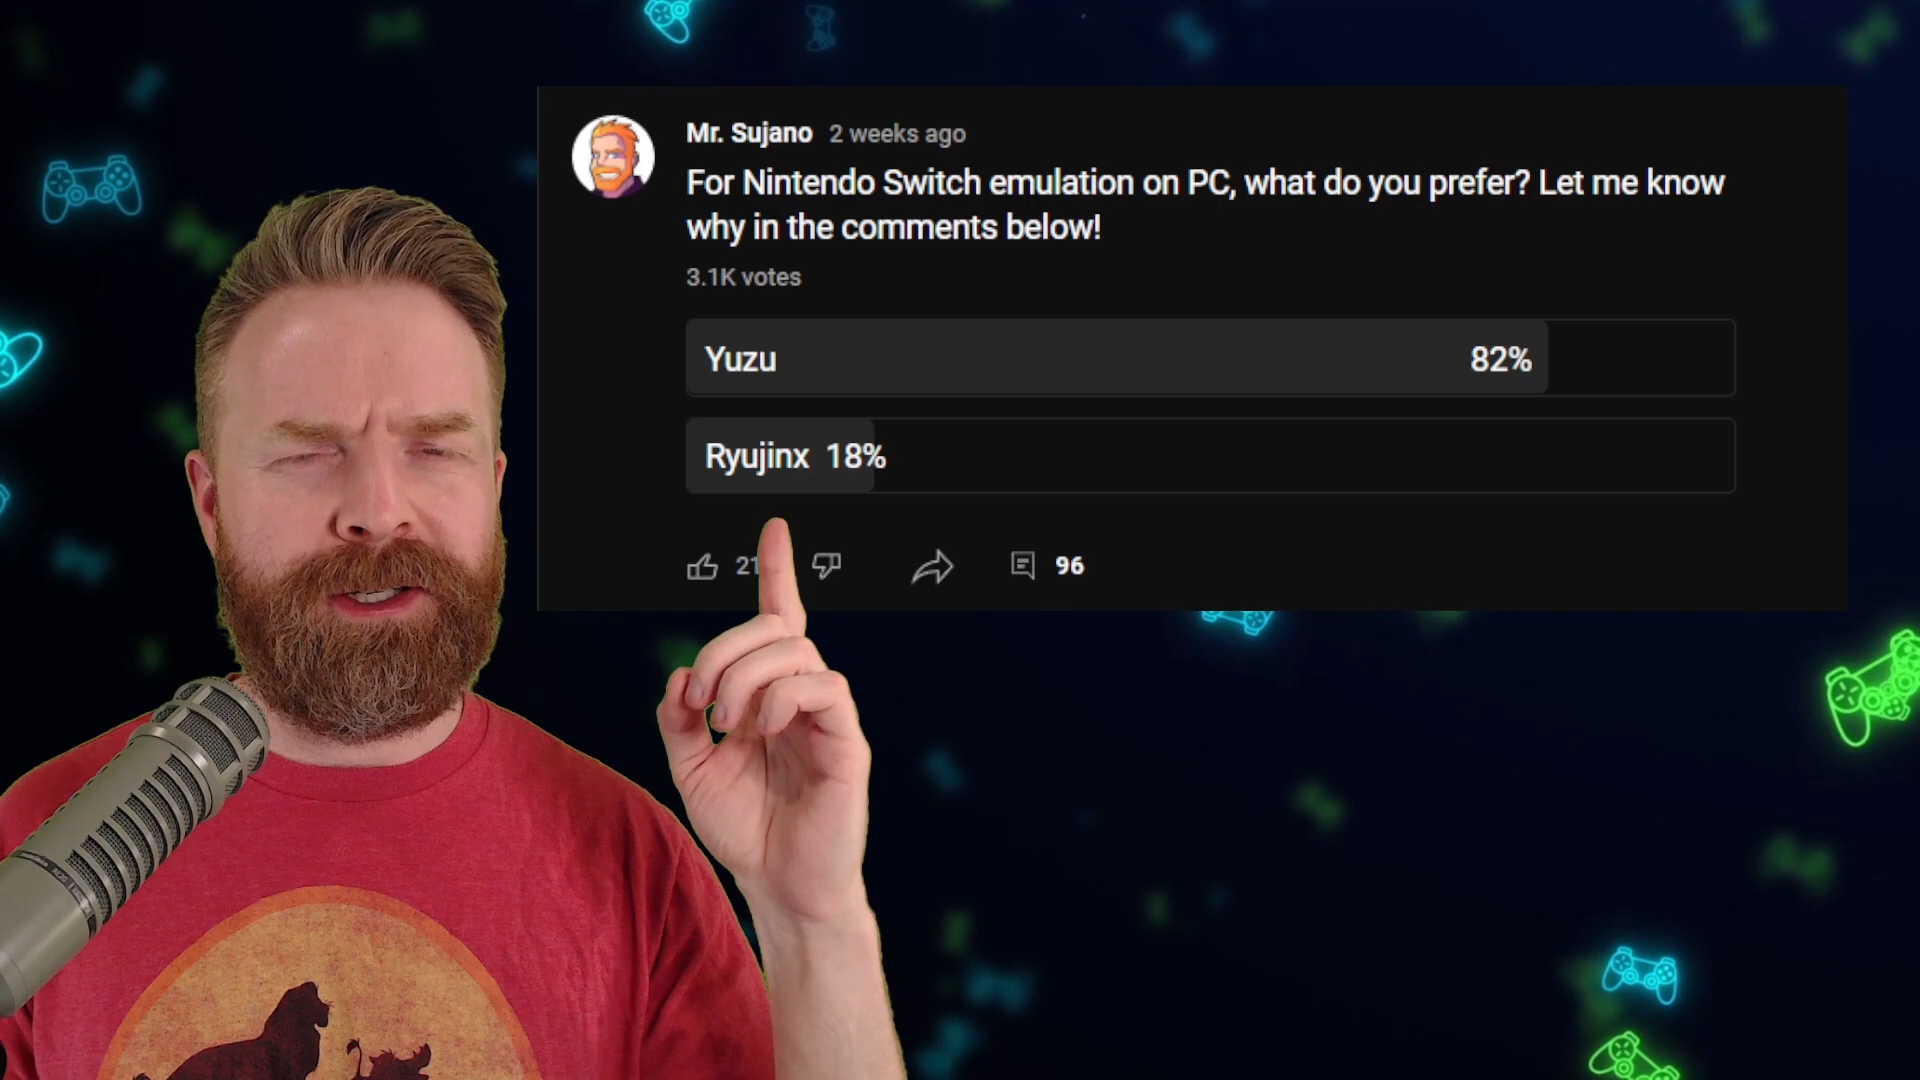 Mr. Sujano 2 weeks ago
For Nintendo Switch emulation on PC, what do you prefer? Let me know
why in the comments below!
3.1K votes
Yuzu 82%
Ryujinx 18%
96